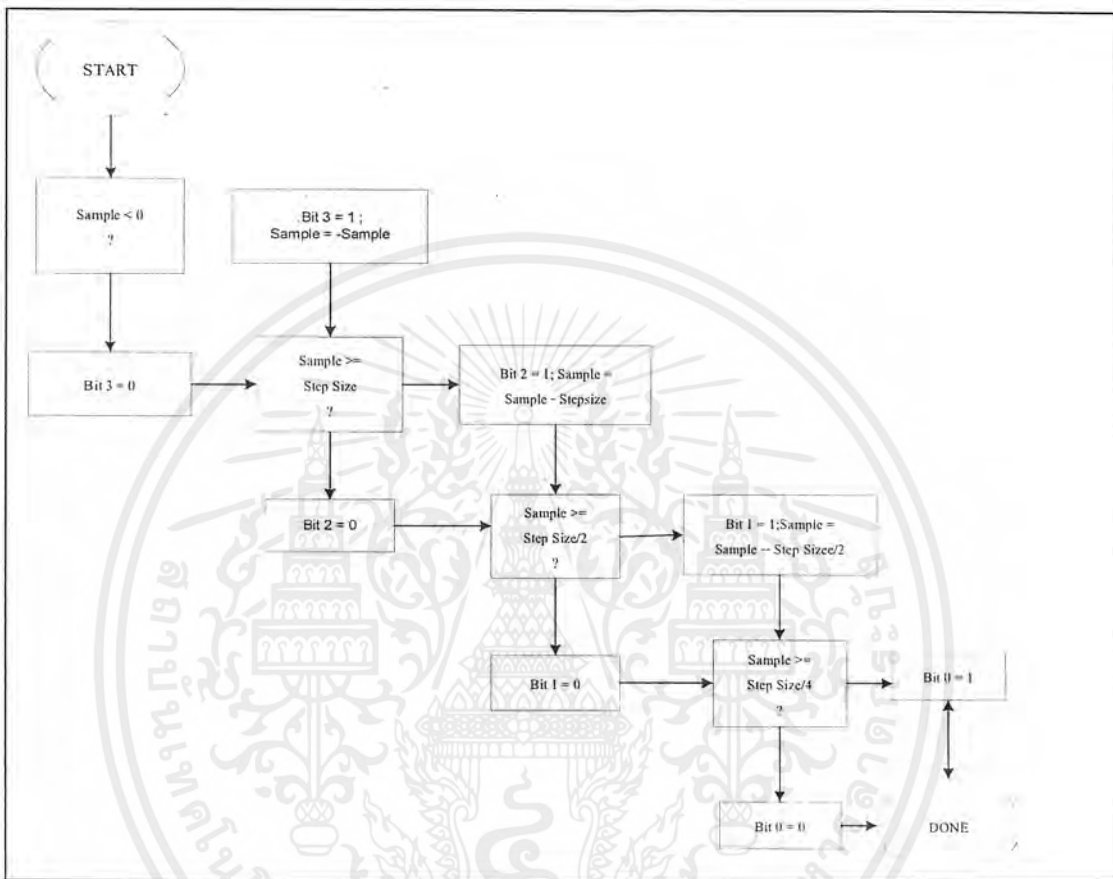 START
Sample < 0
?
Bit 3 = 1 ;
Sample = -Sample
Bit 3 = 0
Sample >=
Step Size
?
Bit 2 = 1; Sample =
Sample - Stepsize
Bit 2 = 0
Sample >=
Step Size/2
?
Bit 1 = 1;Sample =
Sample -- Step Sizee/2
Bit 1 = 0
Sample >=
Step Size/4
?
Bit 0 = 1
Bit 0 = 0
DONE